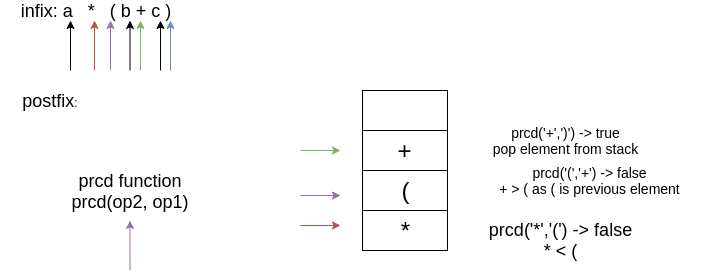 infix: a * ( b + c )
postfix:
prcd function
prcd(op2, op1)
+
(
*
prcd('+',')') -> true
pop element from stack
prcd('(','+') -> false
+ > ( as ( is previous element
prcd('*','(') -> false
* < (